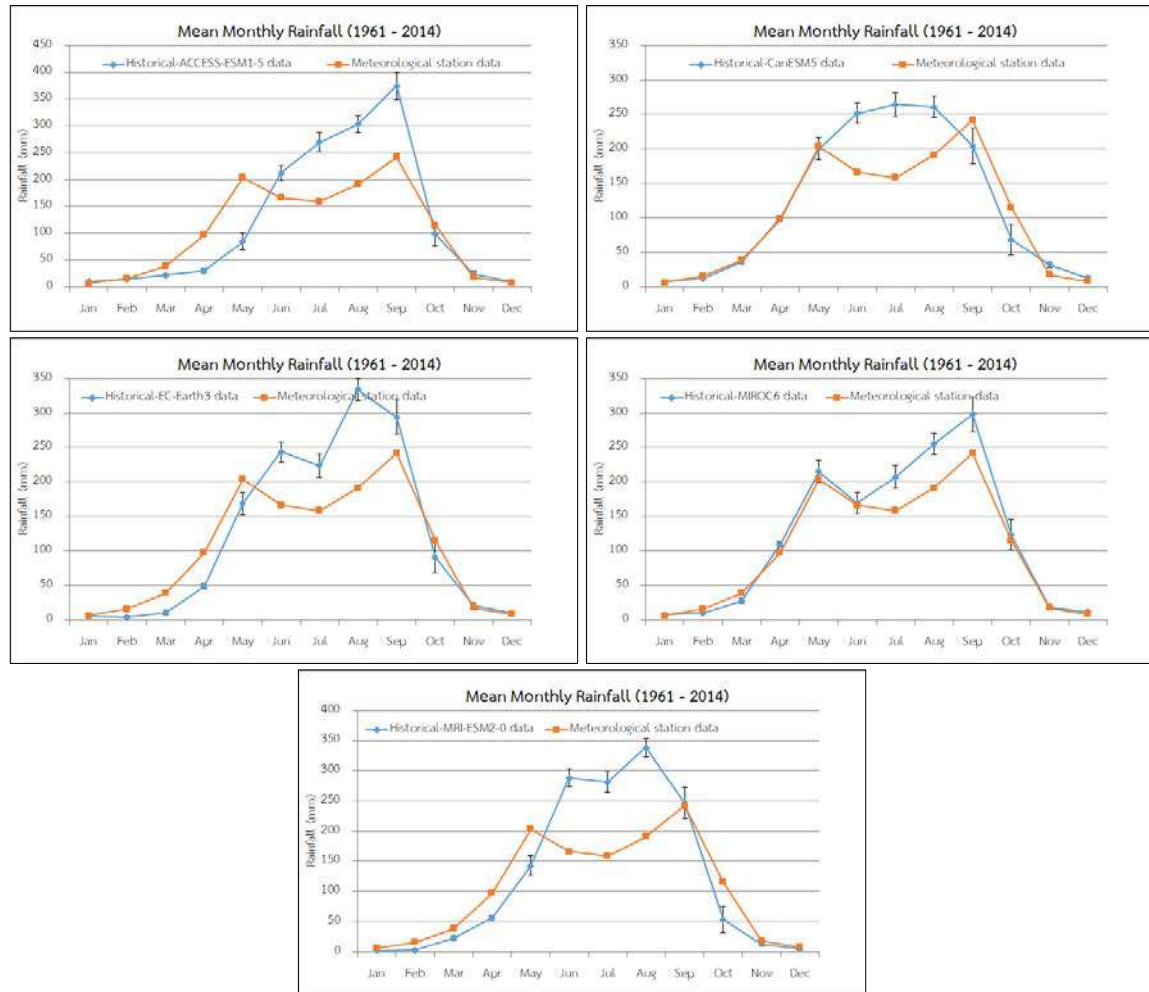 Mean Monthly Rainfall (1961 - 2014)
450
Historical-ACCESS-ESM1-5 data
Meteorological station data
400
350
300
250
200
150
100
50
0
Rainfall (mm)
Jan Feb Mar Apr May Jun Jul Aug Sep Oct Nov Dec
Mean Monthly Rainfall (1961 - 2014)
350
Historical-CanESM5 data
Meteorological station data
300
250
200
150
100
50
0
Rainfall (mm)
Jan Feb Mar Apr May Jun Jul Aug Sep Oct Nov Dec
Mean Monthly Rainfall (1961 - 2014)
350
Historical-EC-Earth3 data
Meteorological station data
300
250
200
150
100
50
0
Rainfall (mm)
Jan Feb Mar Apr May Jun Jul Aug Sep Oct Nov Dec
Mean Monthly Rainfall (1961 - 2014)
350
Historical-MIROC6 data
Meteorological station data
300
250
200
150
100
50
0
Rainfall (mm)
Jan Feb Mar Apr May Jun Jul Aug Sep Oct Nov Dec
Mean Monthly Rainfall (1961 - 2014)
400
Historical-MRI-ESM2-0 data
Meteorological station data
350
300
250
200
150
100
50
0
Rainfall (mm)
Jan Feb Mar Apr May Jun Jul Aug Sep Oct Nov Dec